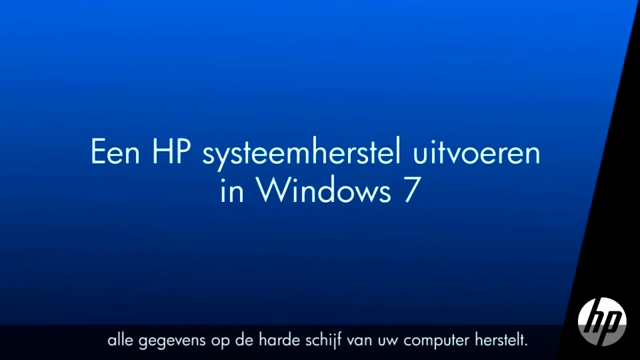 Een HP systeemherstel uitvoeren
in Windows 7
hp
alle gegevens op de harde schijf van uw computer herstelt.